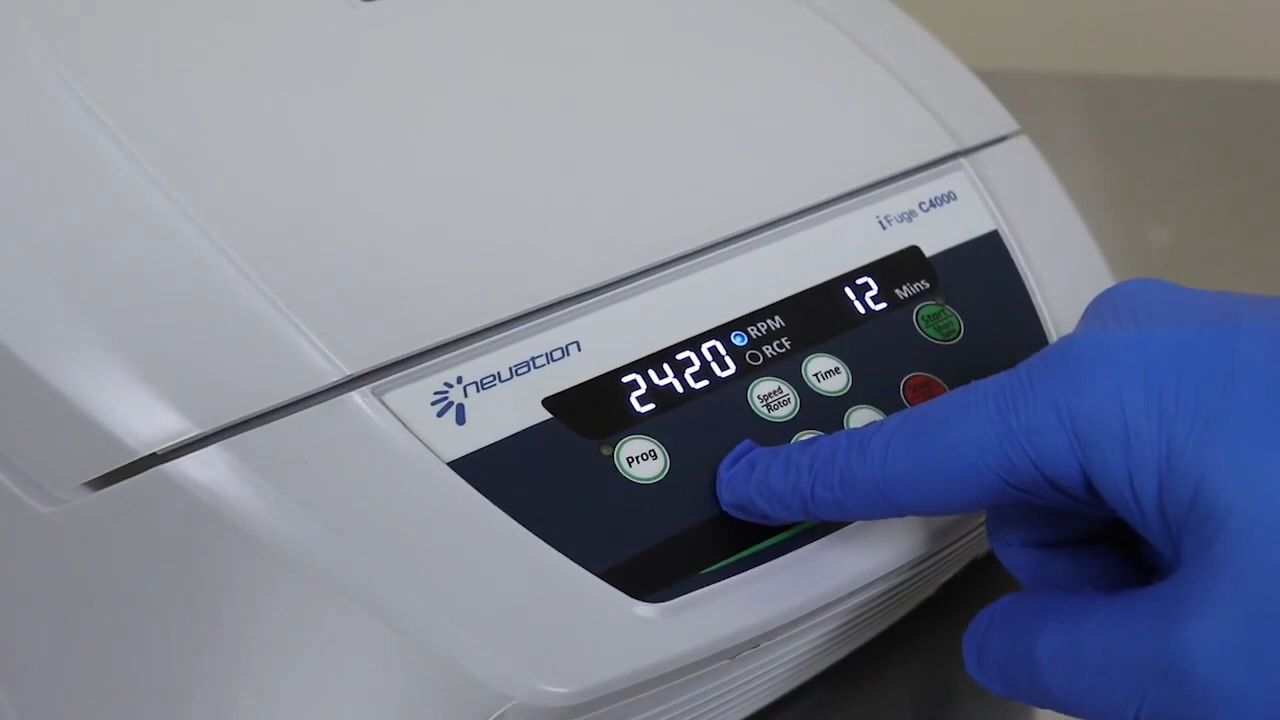 iFuge C4000
neuation
2420
RPM
RCF
12 Mins
Start
Speed
Rotor
Time
Prog